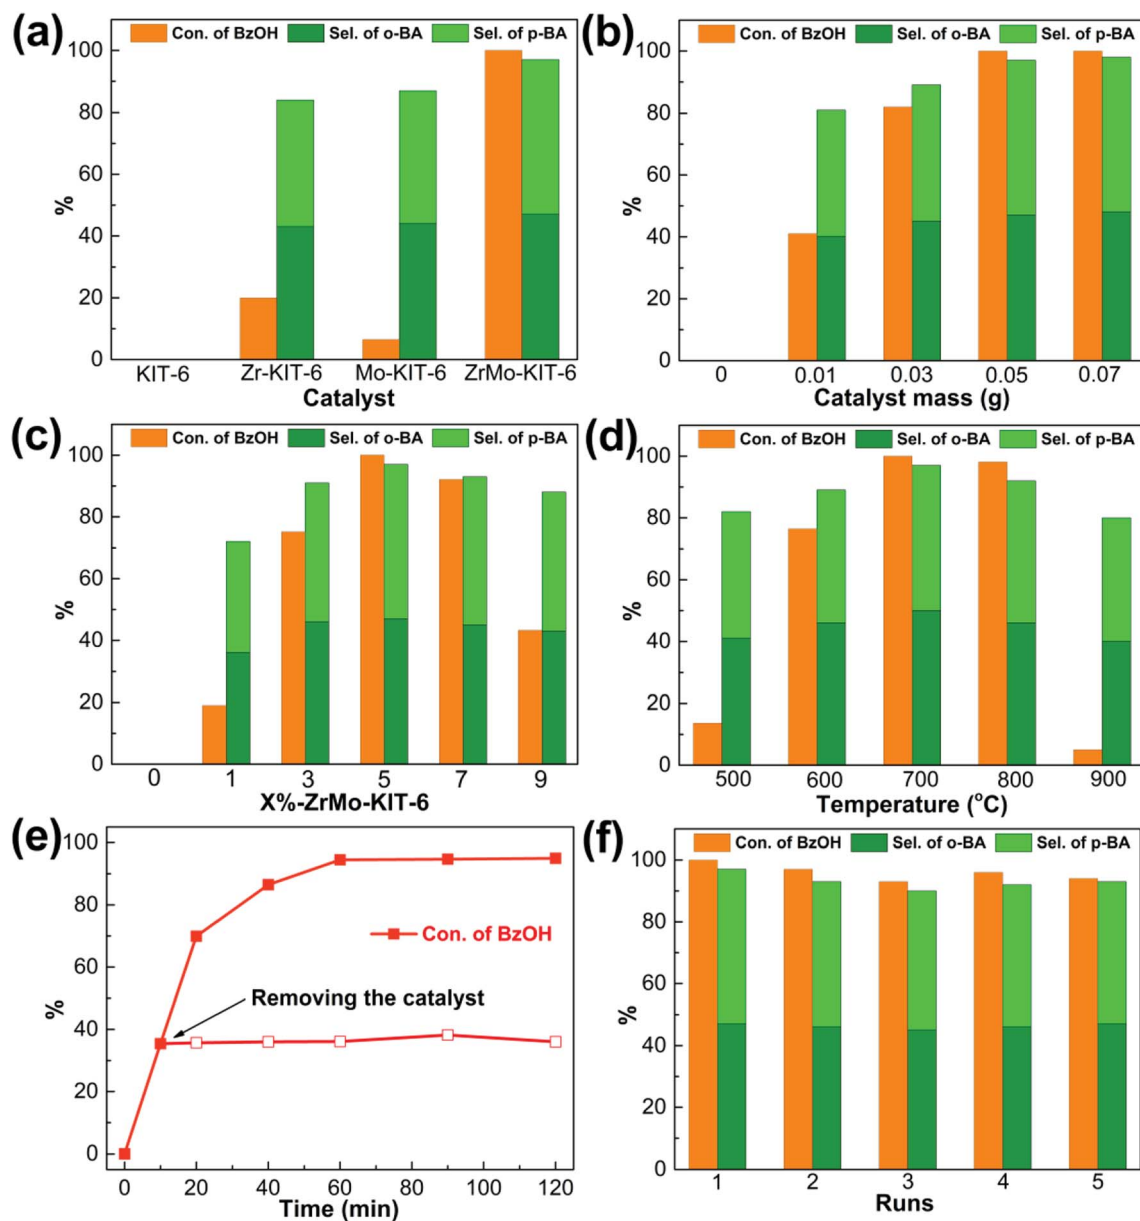 (a)
Con. of BzOH Sel. of o-BA Sel. of p-BA
100
80
60
40
20
0
%
KIT-6 Zr-KIT-6 Mo-KIT-6 ZrMo-KIT-6
Catalyst
(b)
Con. of BzOH Sel. of o-BA Sel. of p-BA
100
80
60
40
20
0
%
0 0.01 0.03 0.05 0.07
Catalyst mass (g)
(c)
Con. of BzOH Sel. of o-BA Sel. of p-BA
100
80
60
40
20
0
%
0 1 3 5 7 9
X%-ZrMo-KIT-6
(d)
Con. of BzOH Sel. of o-BA Sel. of p-BA
100
80
60
40
20
0
%
500 600 700 800 900
Temperature (°C)
(e)
100
80
60
40
20
0
%
Con. of BzOH
Removing the catalyst
0 20 40 60 80 100 120
Time (min)
(f)
Con. of BzOH Sel. of o-BA Sel. of p-BA
100
80
60
40
20
0
%
1 2 3 4 5
Runs